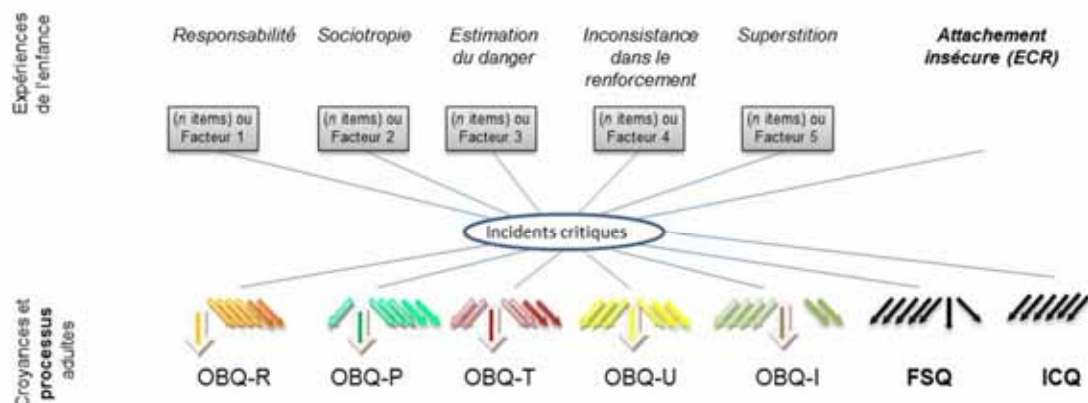 Expériences
de l'enfance
Responsabilité
Sociotropie
Estimation
du danger
Inconsistance
dans le
renforcement
Superstition
Attachement
insécure (ECR)
(n items) ou
Facteur 1
(n items) ou
Facteur 2
(n items) ou
Facteur 3
(n items) ou
Facteur 4
(n items) ou
Facteur 5
Incidents critiques
Croyances et
processus
adultes
OBQ-R
OBQ-P
OBQ-T
OBQ-U
OBQ-I
FSQ
ICQ